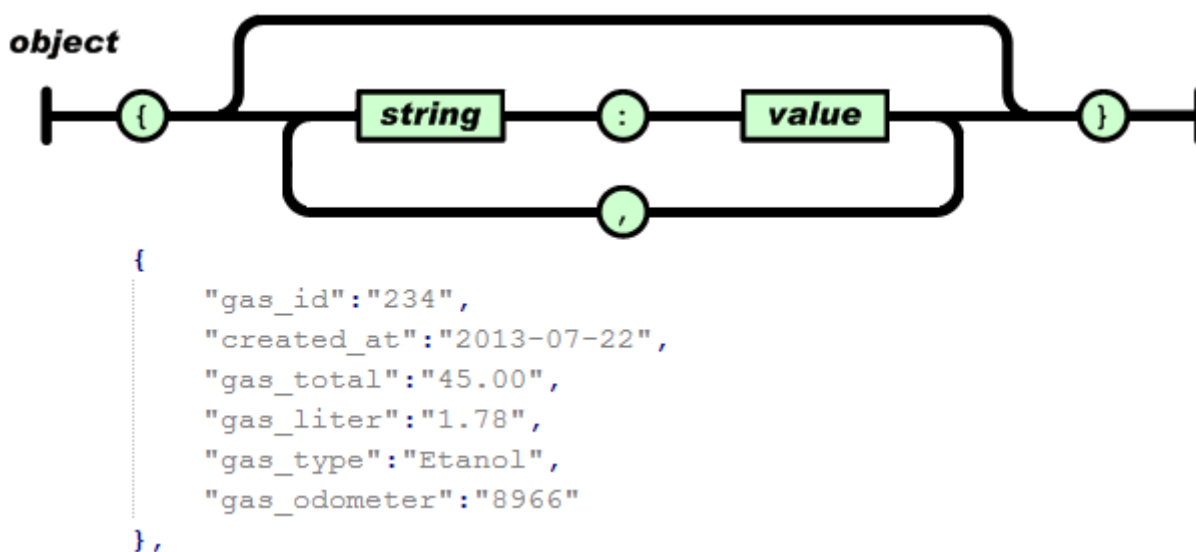 object
{ string : value }
,
{
"gas_id":"234",
"created_at":"2013-07-22",
"gas_total":"45.00",
"gas_liter":"1.78",
"gas_type":"Etanol",
"gas_odometer":"8966"
},